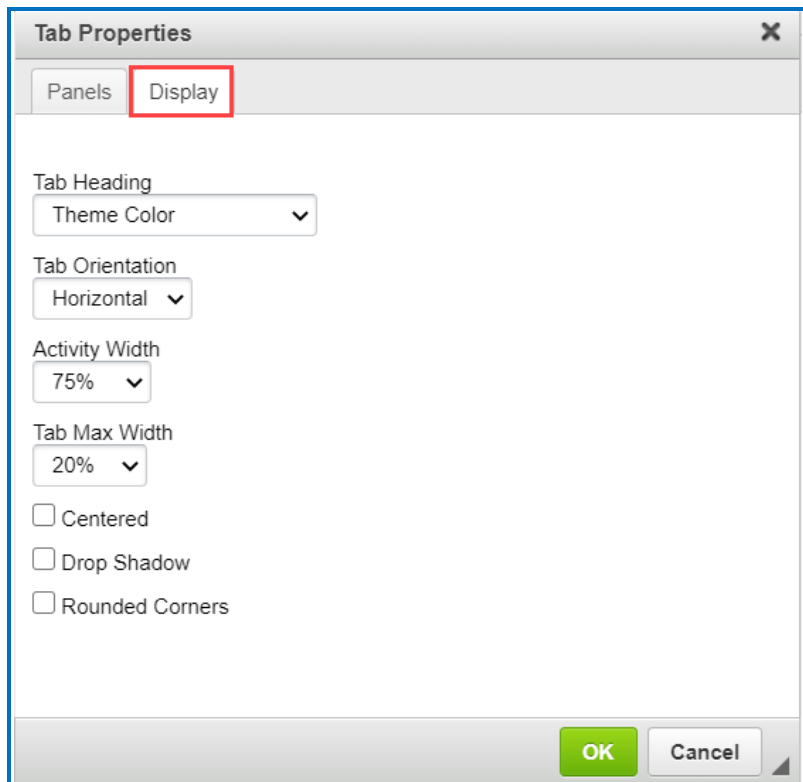 Tab Properties
Panels Display
Tab Heading
Theme Color
Tab Orientation
Horizontal
Activity Width
75%
Tab Max Width
20%
Centered
Drop Shadow
Rounded Corners
OK Cancel